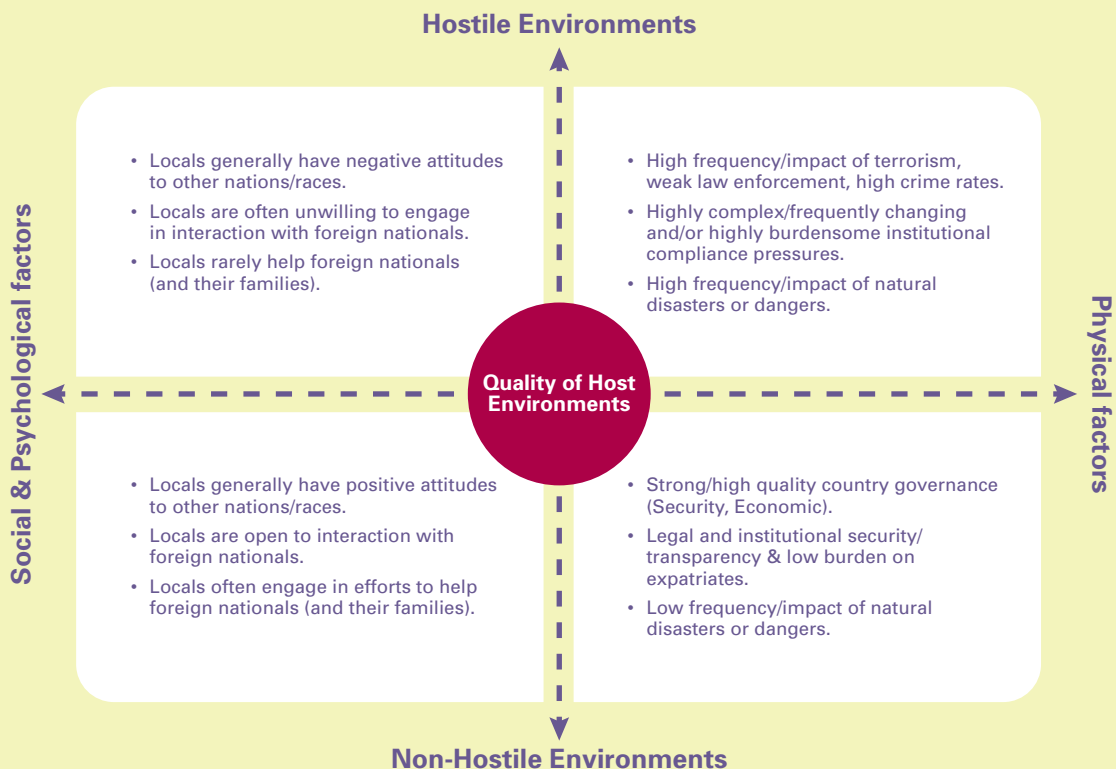 Hostile Environments
• Locals generally have negative attitudes
to other nations/races.
• Locals are often unwilling to engage
in interaction with foreign nationals.
• Locals rarely help foreign nationals
(and their families).
• High frequency/impact of terrorism,
weak law enforcement, high crime rates.
• Highly complex/frequently changing
and/or highly burdensome institutional
compliance pressures.
• High frequency/impact of natural
disasters or dangers.
Social & Psychological factors
Quality of Host
Environments
Physical factors
• Locals generally have positive attitudes
to other nations/races.
• Locals are open to interaction with
foreign nationals.
• Locals often engage in efforts to help
foreign nationals (and their families).
• Strong/high quality country governance
(Security, Economic).
• Legal and institutional security/
transparency & low burden on
expatriates.
• Low frequency/impact of natural
disasters or dangers.
Non-Hostile Environments